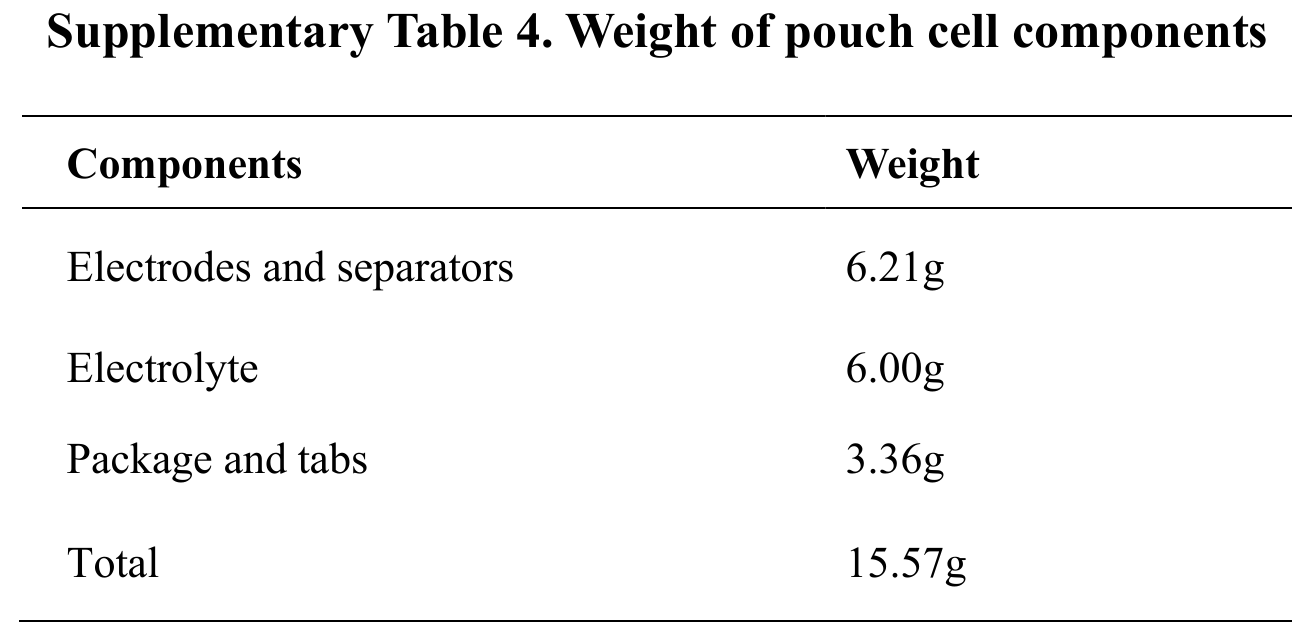 Supplementary Table 4. Weight of pouch cell components
Components Weight
Electrodes and separators 6.21g
Electrolyte 6.00g
Package and tabs 3.36g
Total 15.57g